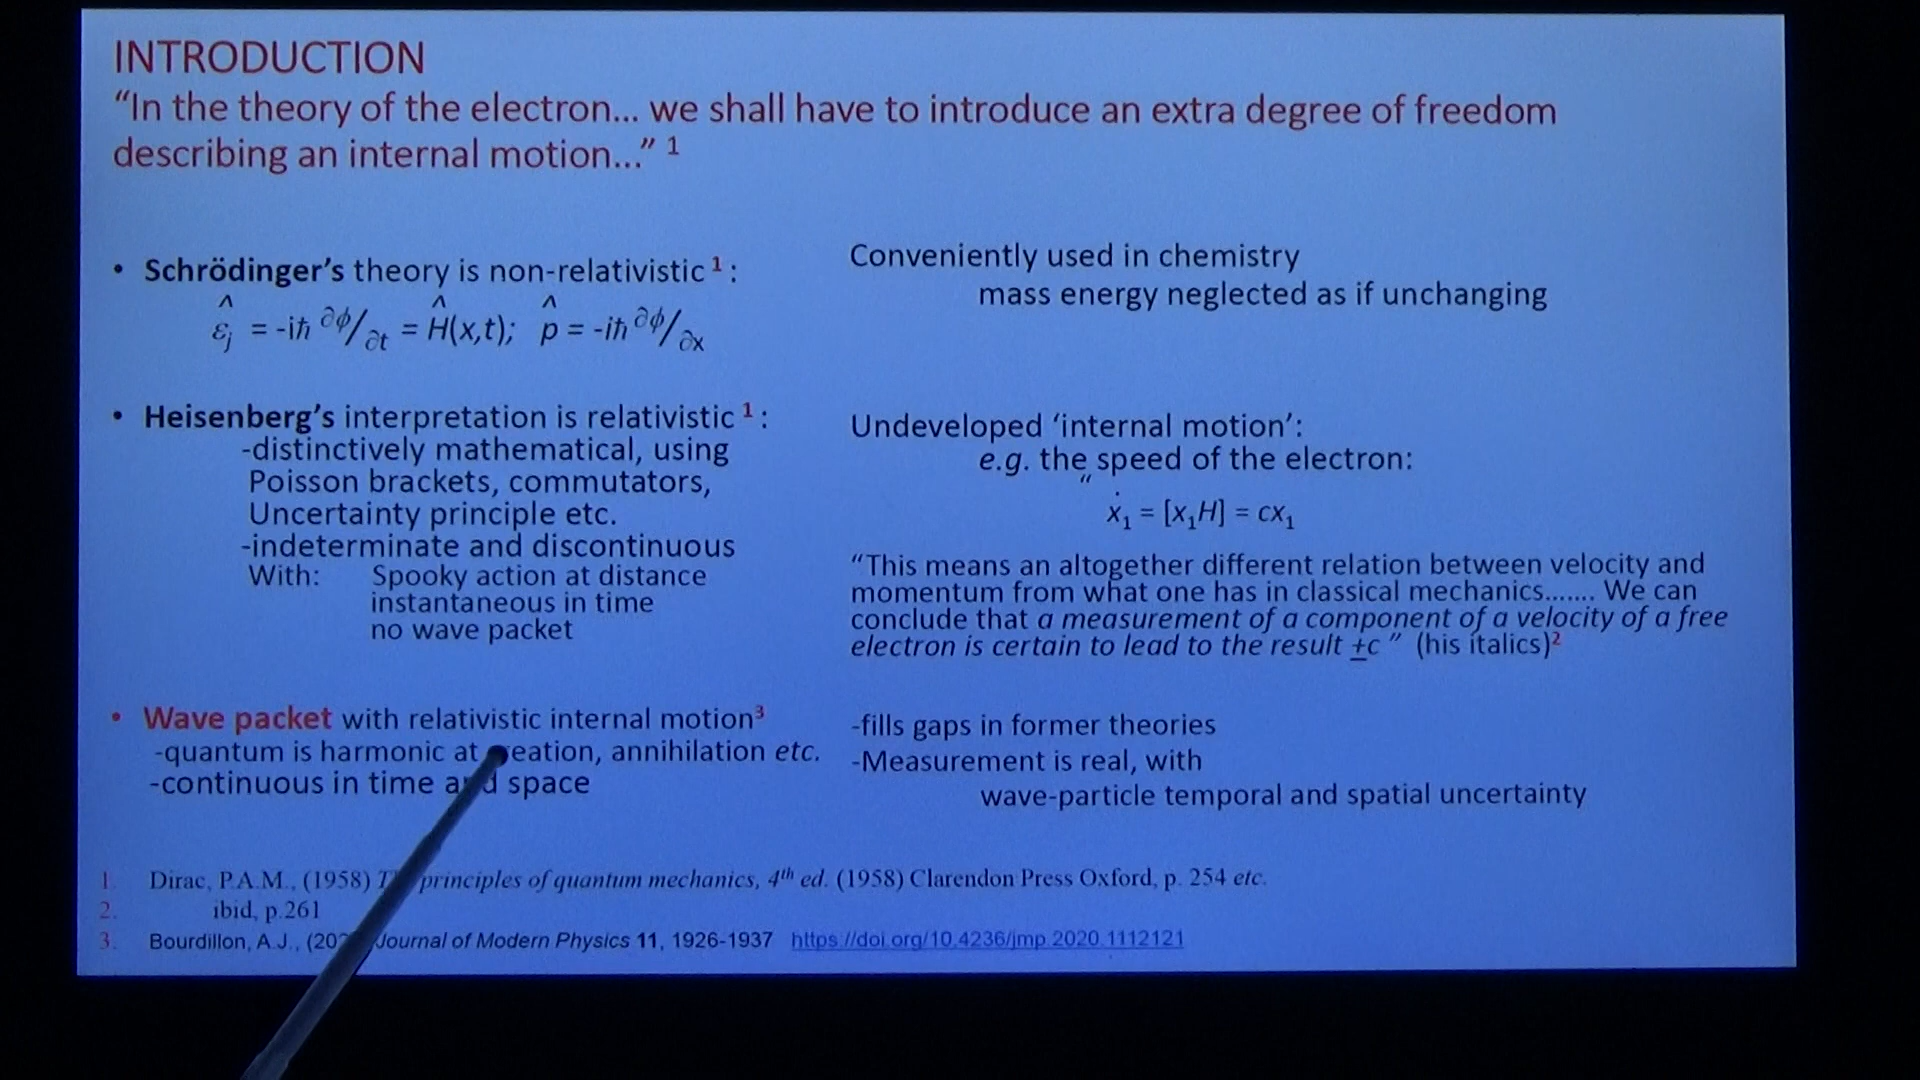 INTRODUCTION
“In the theory of the electron... we shall have to introduce an extra degree of freedom
describing an internal motion...” 1
• Schrödinger’s theory is non-relativistic 1 :
ε̂j = -iħ ∂ϕ/∂t = Ĥ(x,t); p̂ = -iħ ∂ϕ/∂x
Conveniently used in chemistry
mass energy neglected as if unchanging
• Heisenberg’s interpretation is relativistic 1 :
-distinctively mathematical, using
Poisson brackets, commutators,
Uncertainty principle etc.
-indeterminate and discontinuous
With: Spooky action at distance
instantaneous in time
no wave packet
Undeveloped ‘internal motion’:
e.g. the speed of the electron:
“
ẋ1 = [x1H] = cx1
“This means an altogether different relation between velocity and
momentum from what one has in classical mechanics....... We can
conclude that a measurement of a component of a velocity of a free
electron is certain to lead to the result ±c ” (his italics)2
• Wave packet with relativistic internal motion3
-quantum is harmonic at eation, annihilation etc.
-continuous in time a d space
-fills gaps in former theories
-Measurement is real, with
wave-particle temporal and spatial uncertainty
1. Dirac, P.A.M., (1958) principles of quantum mechanics, 4th ed. (1958) Clarendon Press Oxford, p. 254 etc.
2. ibid, p.261
3. Bourdillon, A.J., (20 Journal of Modern Physics 11, 1926-1937 https://doi.org/10.4236/jmp.2020.1112121